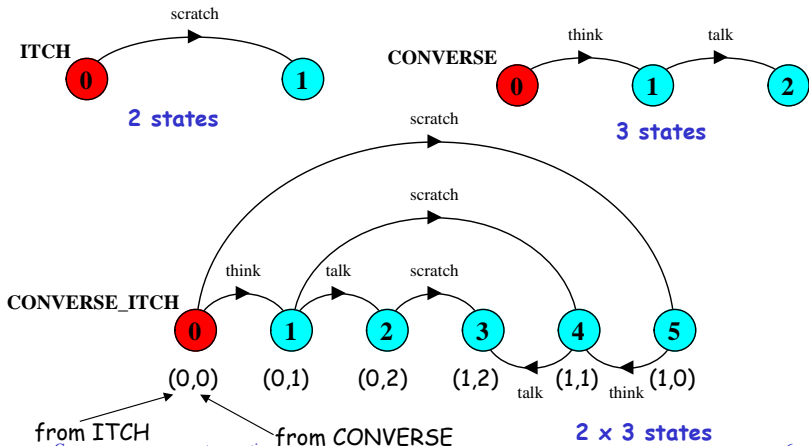 scratch
ITCH
0
1
2 states
think
talk
CONVERSE
0
1
2
3 states
scratch
scratch
think
talk
scratch
CONVERSE_ITCH
0
1
2
3
4
5
(0,0)
(0,1)
(0,2)
(1,2)
talk
(1,1)
think
(1,0)
from ITCH
from CONVERSE
2 x 3 states